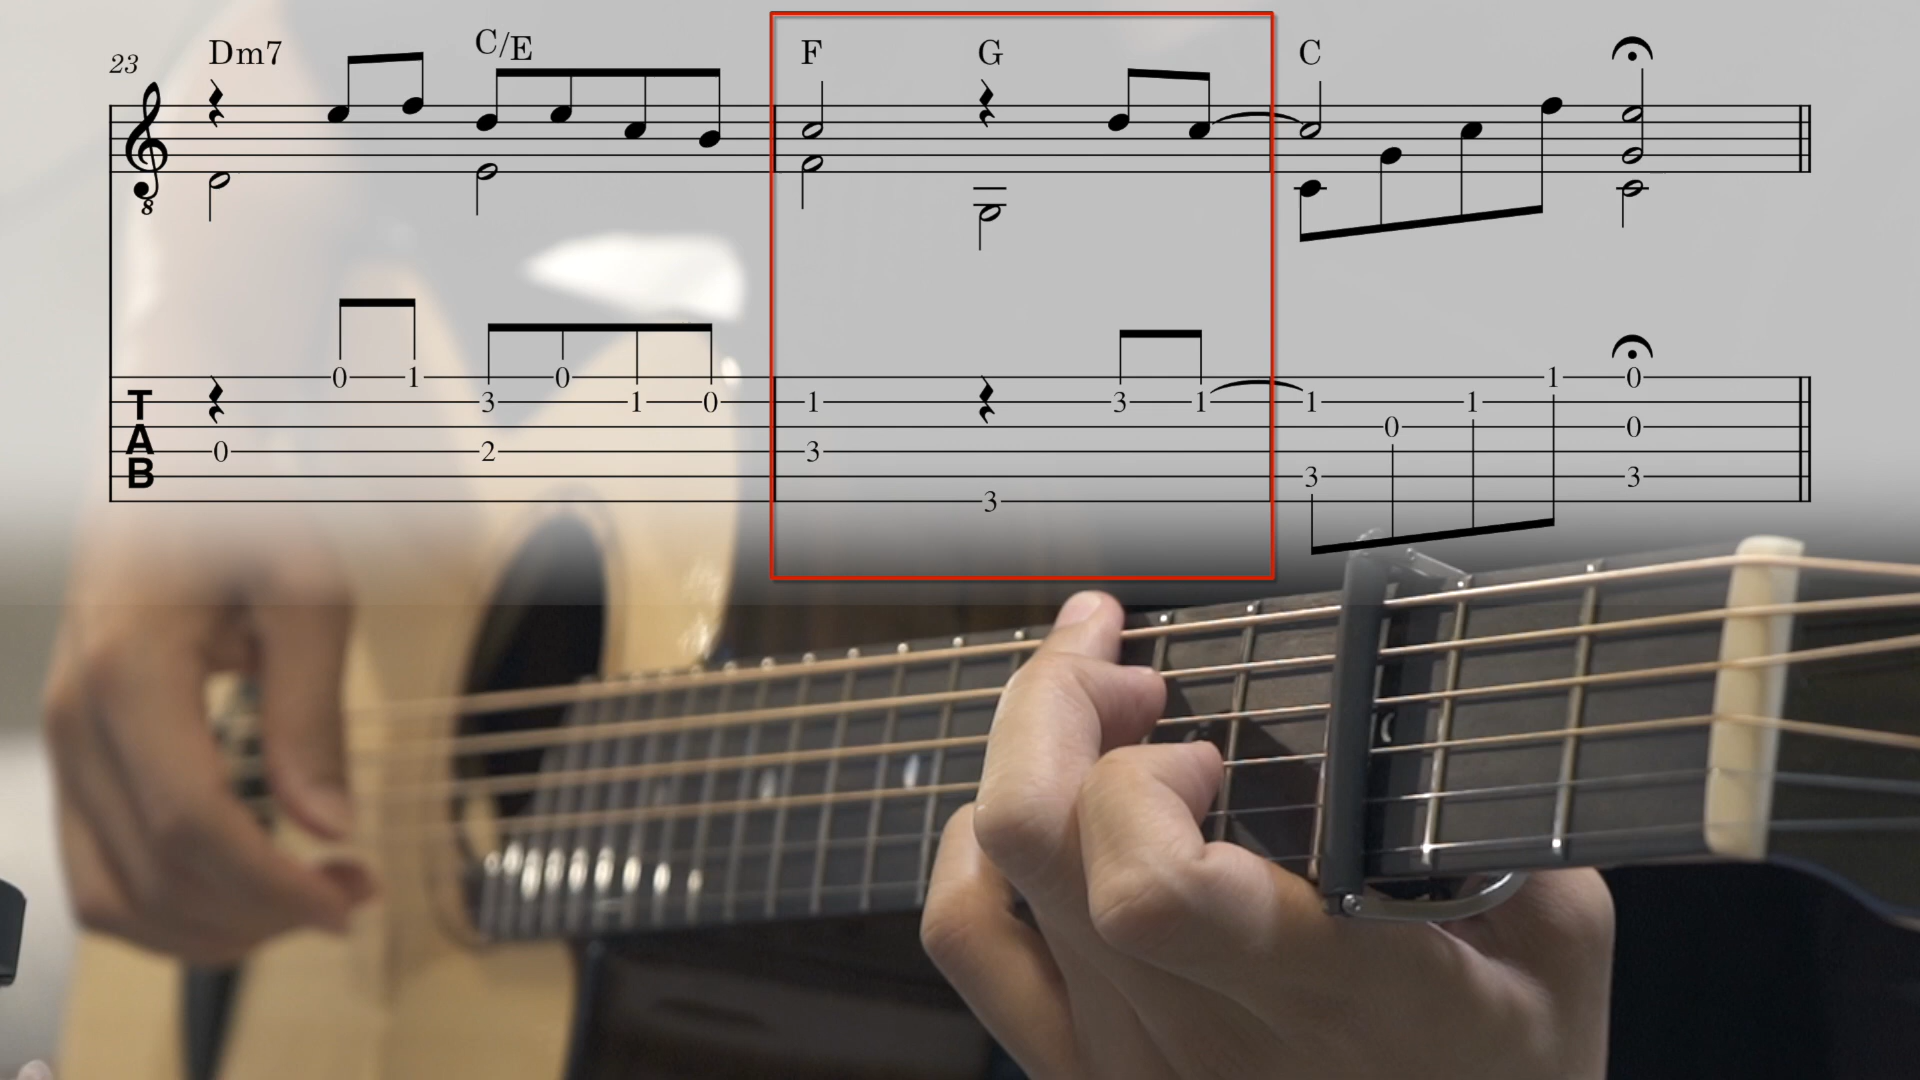 23 Dm7 C/E F G C
8
0 1 0 1
3 0 1 0 1 3 1 1 1 0
T 0 0
A 0 2 3
B 3 3
3